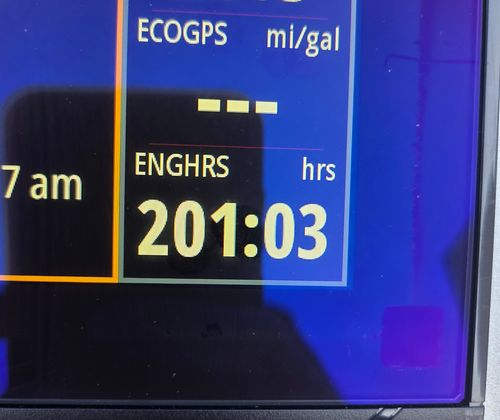 ECOGPS mi/gal
---
ENGHRS hrs
7 am
201:03